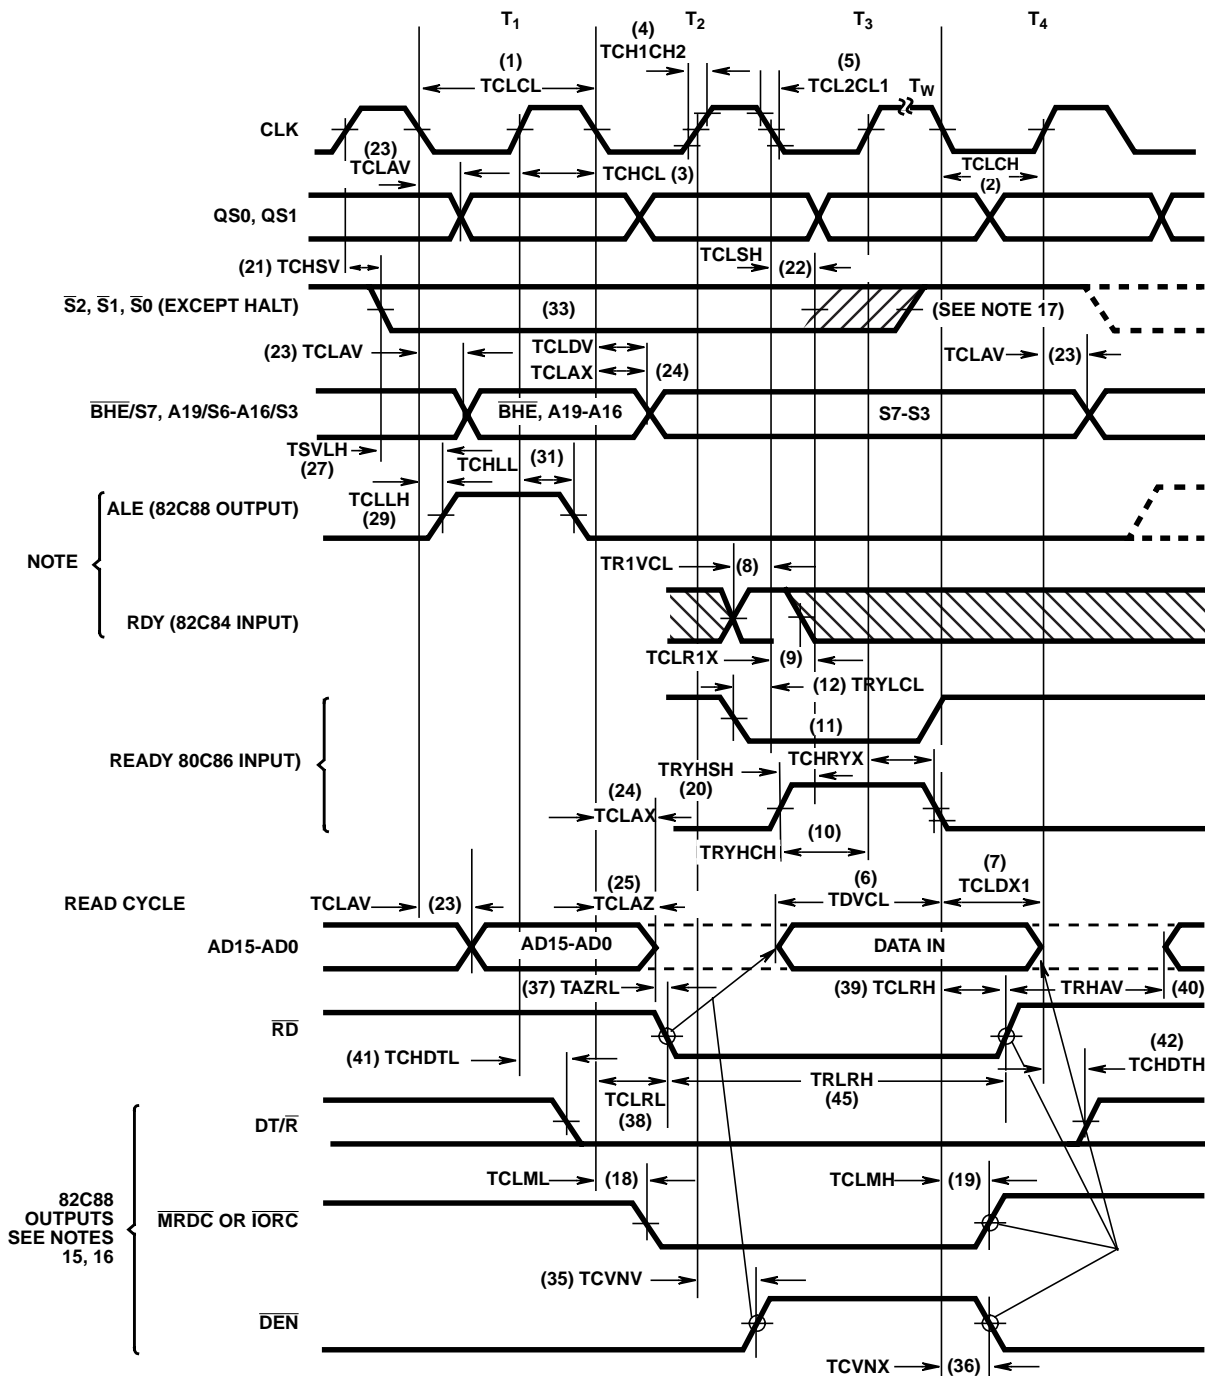 T1 T2 T3 T4
(1)
TCLCL
(4)
TCH1CH2
(5)
TCL2CL1
TW
CLK
(23)
TCLAV
TCHCL (3)
TCLCH
(2)
QS0, QS1
(21) TCHSV
TCLSH
(22)
S̅2, S̅1, S̅0 (EXCEPT HALT)
(33)
(SEE NOTE 17)
(23) TCLAV
TCLDV
TCLAX
(24)
TCLAV
(23)
B̅H̅E̅/S7, A19/S6-A16/S3
B̅H̅E̅, A19-A16
S7-S3
TSVLH
(27)
TCHLL
(31)
TCLLH
(29)
ALE (82C88 OUTPUT)
NOTE
TR1VCL
(8)
RDY (82C84 INPUT)
TCLR1X
(9)
(12) TRYLCL
(11)
READY 80C86 INPUT)
TCHRYX
TRYHSH
(20)
(24)
TCLAX
(10)
TRYHCH
READ CYCLE
TCLAV
(23)
(25)
TCLAZ
(6)
TDVCL
(7)
TCLDX1
AD15-AD0
AD15-AD0
DATA IN
(37) TAZRL
(39) TCLRH
TRHAV
(40)
R̅D̅
(41) TCHDTL
(42)
TCHDTH
TCLRL
(38)
TRLRH
(45)
DT/R̅
TCLML
(18)
TCLMH
(19)
82C88
OUTPUTS
SEE NOTES
15, 16
M̅R̅D̅C̅ OR I̅O̅R̅C̅
(35) TCVNV
D̅E̅N̅
TCVNX
(36)